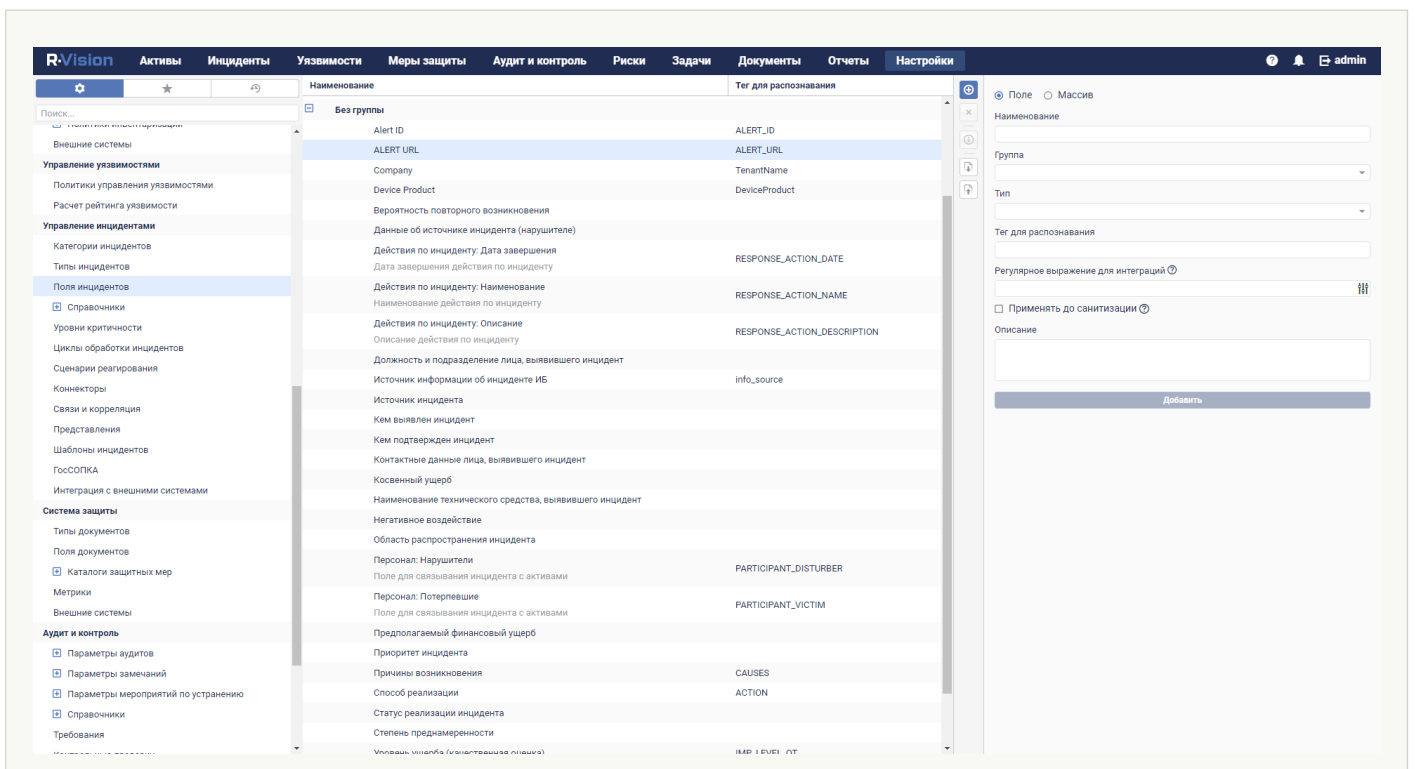 R·Vision Активы Инциденты Уязвимости Меры защиты Аудит и контроль Риски Задачи Документы Отчеты Настройки admin
Поиск...
Политики инвентаризации
Внешние системы
Управление уязвимостями
Политики управления уязвимостями
Расчет рейтинга уязвимости
Управление инцидентами
Категории инцидентов
Типы инцидентов
Поля инцидентов
Справочники
Уровни критичности
Циклы обработки инцидентов
Сценарии реагирования
Коннекторы
Связи и корреляция
Представления
Шаблоны инцидентов
ГосСОПКА
Интеграция с внешними системами
Система защиты
Типы документов
Поля документов
Каталоги защитных мер
Метрики
Внешние системы
Аудит и контроль
Параметры аудитов
Параметры замечаний
Параметры мероприятий по устранению
Справочники
Требования
Контрольные проверки
Наименование Тег для распознавания
Без группы
Alert ID ALERT_ID
ALERT URL ALERT_URL
Company TenantName
Device Product DeviceProduct
Вероятность повторного возникновения
Данные об источнике инцидента (нарушителе)
Действия по инциденту: Дата завершения
Дата завершения действия по инциденту
RESPONSE_ACTION_DATE
Действия по инциденту: Наименование
Наименование действия по инциденту
RESPONSE_ACTION_NAME
Действия по инциденту: Описание
Описание действия по инциденту
RESPONSE_ACTION_DESCRIPTION
Должность и подразделение лица, выявившего инцидент
Источник информации об инциденте ИБ info_source
Источник инцидента
Кем выявлен инцидент
Кем подтвержден инцидент
Контактные данные лица, выявившего инцидент
Косвенный ущерб
Наименование технического средства, выявившего инцидент
Негативное воздействие
Область распространения инцидента
Персонал: Нарушители
Поле для связывания инцидента с активами
PARTICIPANT_DISTURBER
Персонал: Потерпевшие
Поле для связывания инцидента с активами
PARTICIPANT_VICTIM
Предполагаемый финансовый ущерб
Приоритет инцидента
Причины возникновения CAUSES
Способ реализации ACTION
Статус реализации инцидента
Степень преднамеренности
Уровень ущерба (качественная оценка) IMP_LEVEL_OT
Поле Массив
Наименование
Группа
Тип
Тег для распознавания
Регулярное выражение для интеграций
Применять до санитизации
Описание
Добавить